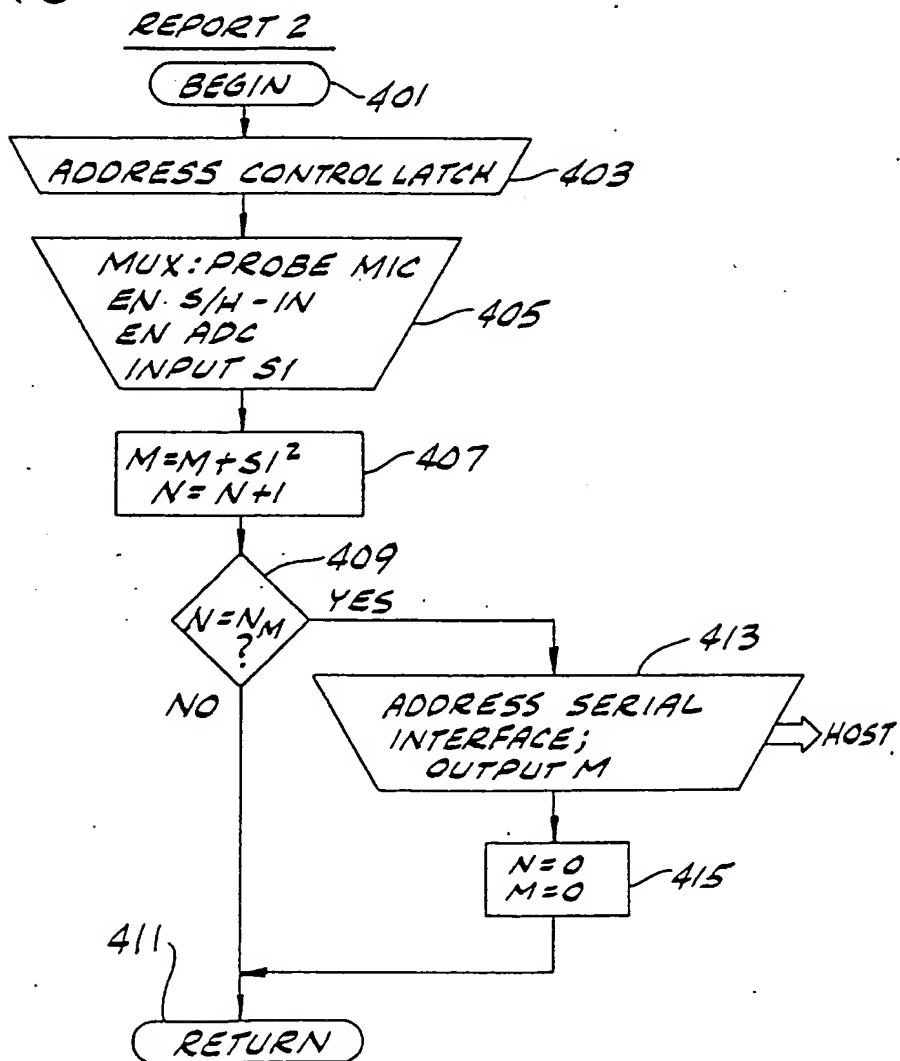 REPORT 2
BEGIN
401
ADDRESS CONTROL LATCH
403
MUX: PROBE MIC
EN S/H-IN
EN ADC
INPUT S1
405
M=M+S1²
N=N+1
407
409
N=NM
?
YES
NO
413
ADDRESS SERIAL
INTERFACE;
OUTPUT M
HOST
N=0
M=0
415
411
RETURN